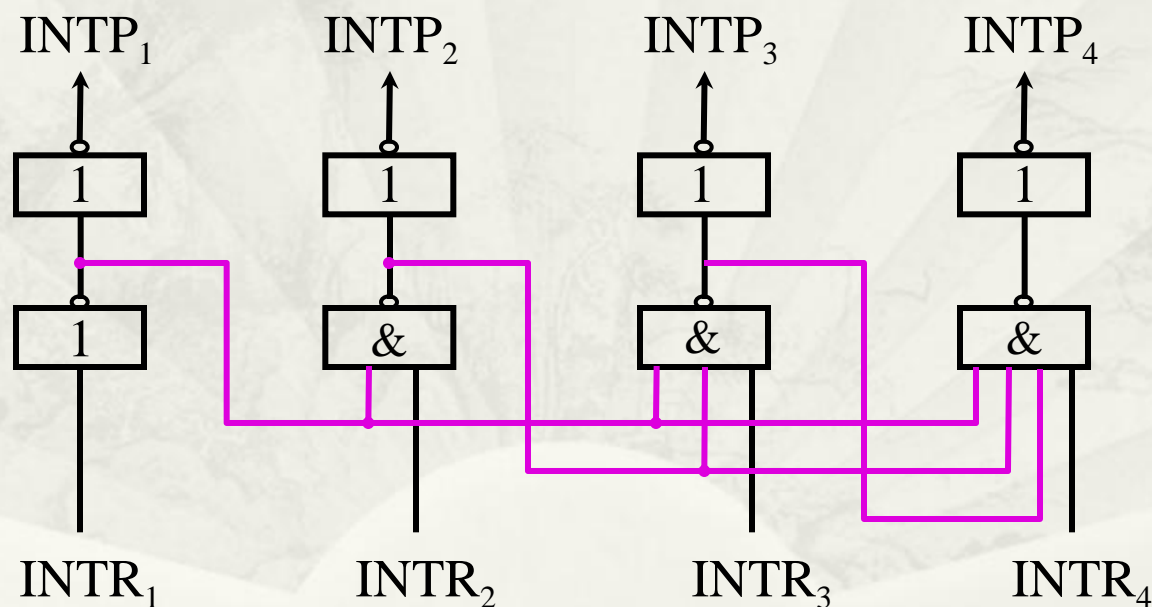 INTP₁ INTP₂ INTP₃ INTP₄
1 1 1 1
1 & & &
INTR₁ INTR₂ INTR₃ INTR₄